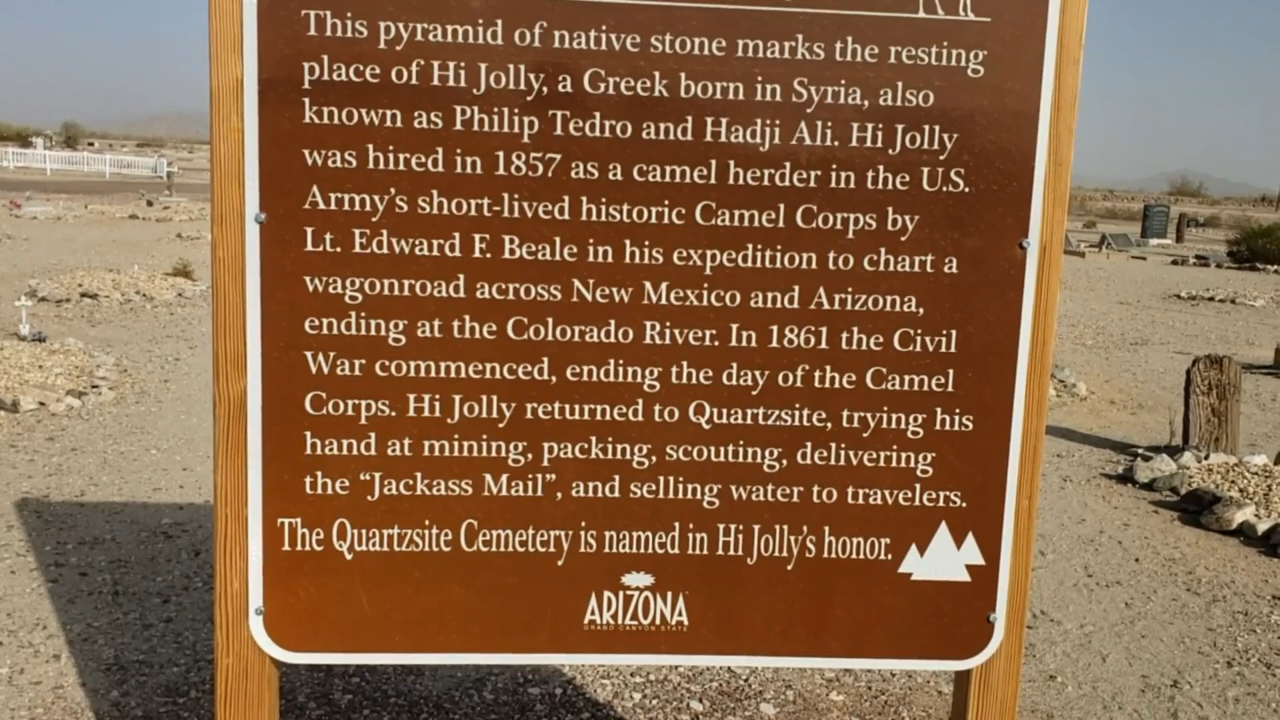 This pyramid of native stone marks the resting
place of Hi Jolly, a Greek born in Syria, also
known as Philip Tedro and Hadji Ali. Hi Jolly
was hired in 1857 as a camel herder in the U.S.
Army's short-lived historic Camel Corps by
Lt. Edward F. Beale in his expedition to chart a
wagonroad across New Mexico and Arizona,
ending at the Colorado River. In 1861 the Civil
War commenced, ending the day of the Camel
Corps. Hi Jolly returned to Quartzsite, trying his
hand at mining, packing, scouting, delivering
the “Jackass Mail”, and selling water to travelers.
The Quartzsite Cemetery is named in Hi Jolly's honor.
ARIZONA
GRAND CANYON STATE